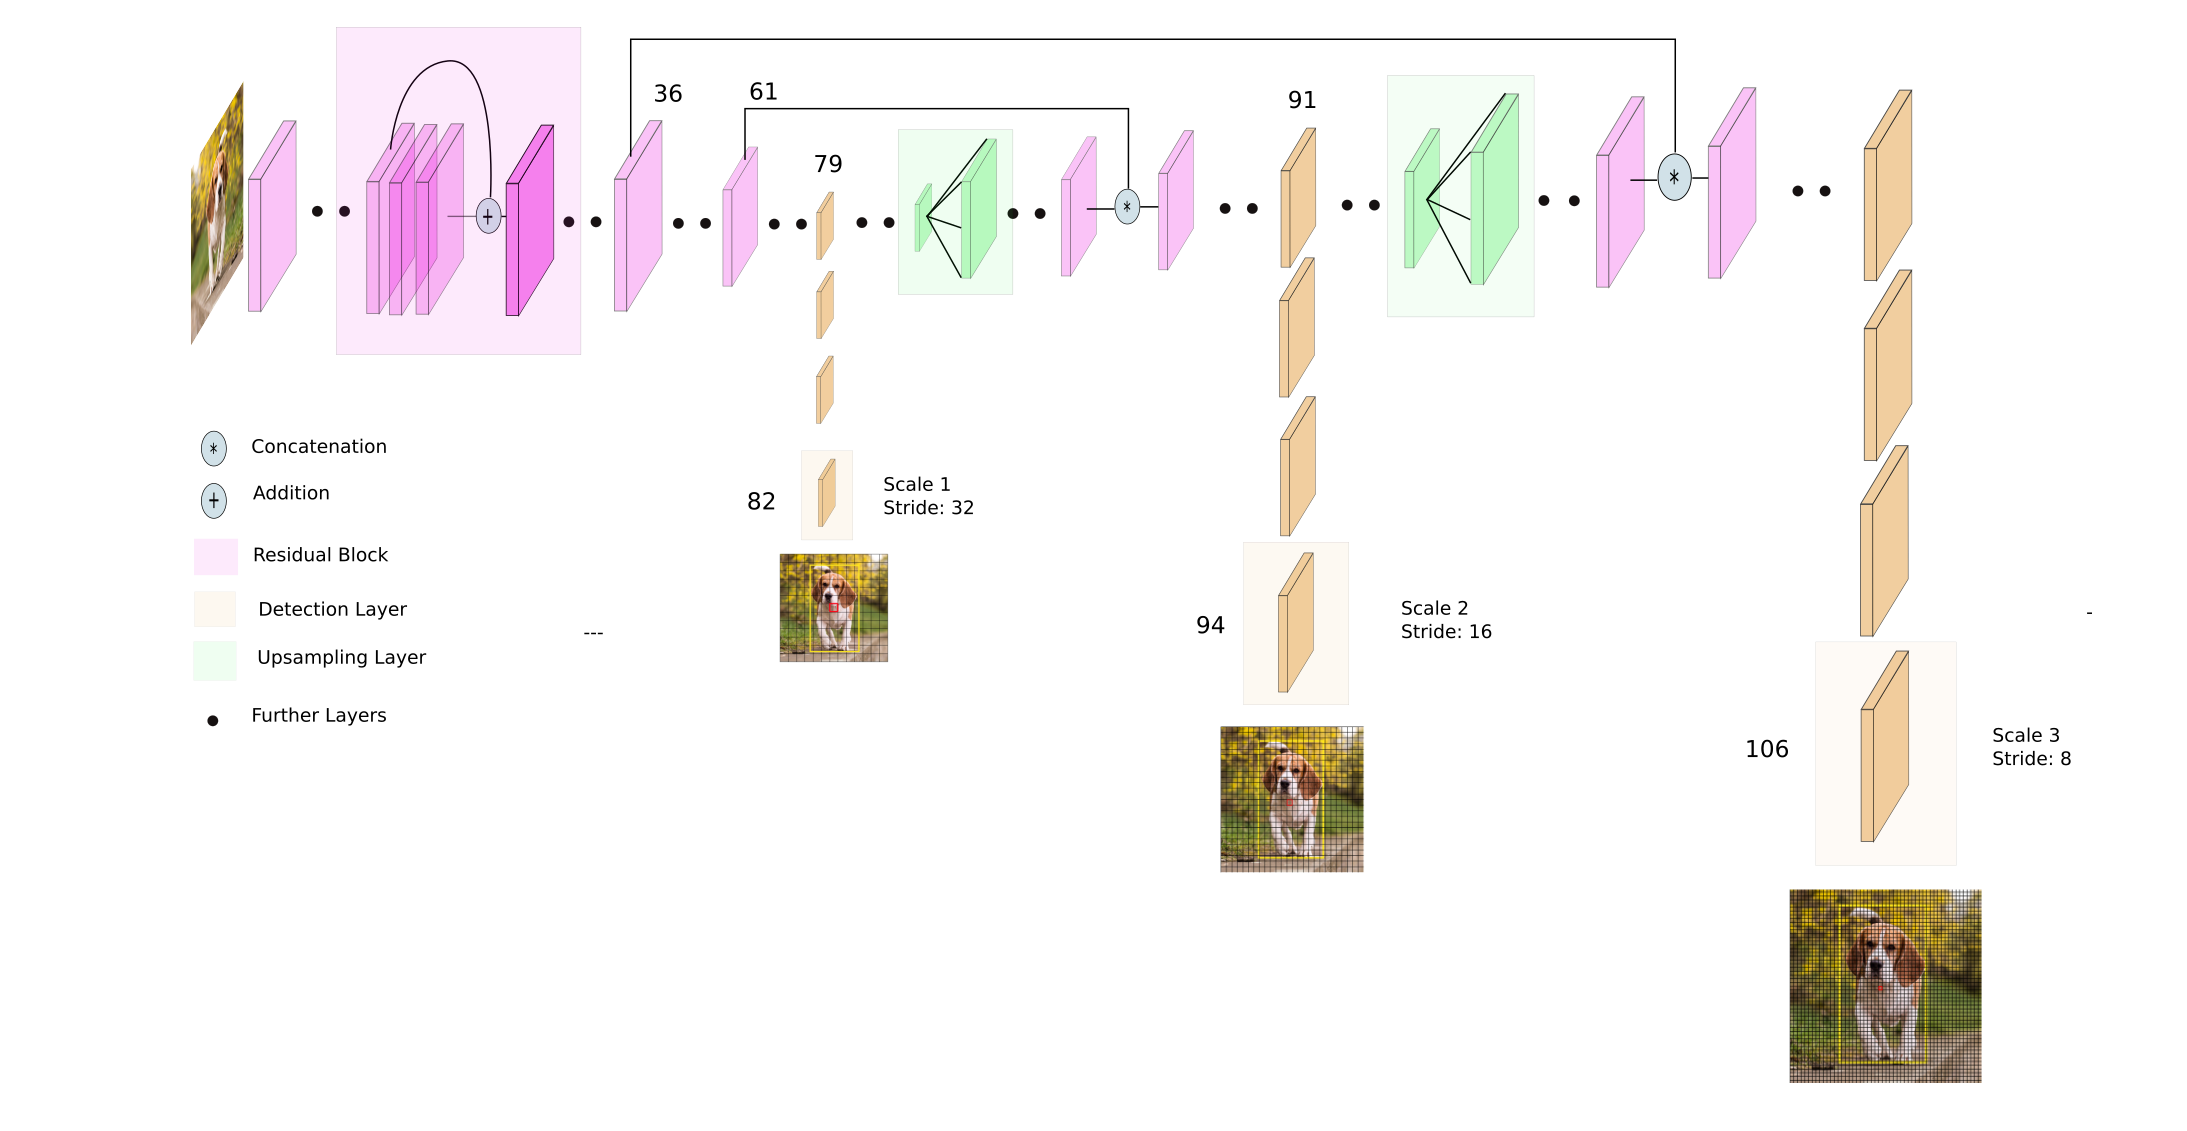 36
61
91
79
*
*
+
Concatenation
*
Addition
+
Residual Block
Detection Layer
Upsampling Layer
Further Layers
---
82
Scale 1
Stride: 32
94
Scale 2
Stride: 16
-
106
Scale 3
Stride: 8